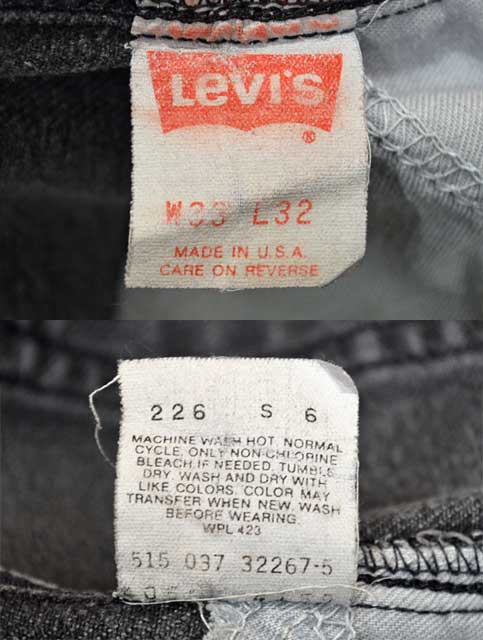 Levi's
®
W33 L32
MADE IN U.S.A.
CARE ON REVERSE
226 S 6
MACHINE WASH HOT, NORMAL
CYCLE, ONLY NON-CHLORINE
BLEACH IF NEEDED. TUMBLE
DRY. WASH AND DRY WITH
LIKE COLORS. COLOR MAY
TRANSFER WHEN NEW. WASH
BEFORE WEARING.
WPL 423
515 037 32267-5